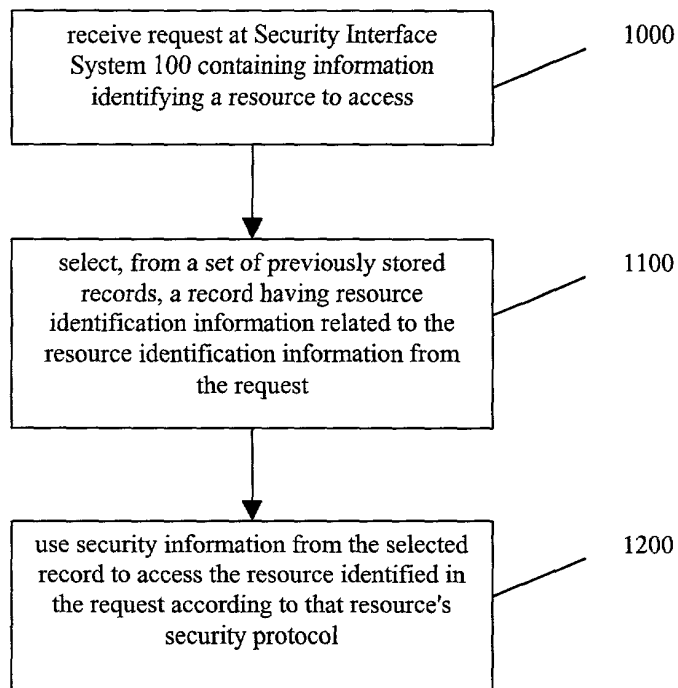 receive request at Security Interface
System 100 containing information
identifying a resource to access
1000
select, from a set of previously stored
records, a record having resource
identification information related to the
resource identification information from
the request
1100
use security information from the selected
record to access the resource identified in
the request according to that resource's
security protocol
1200